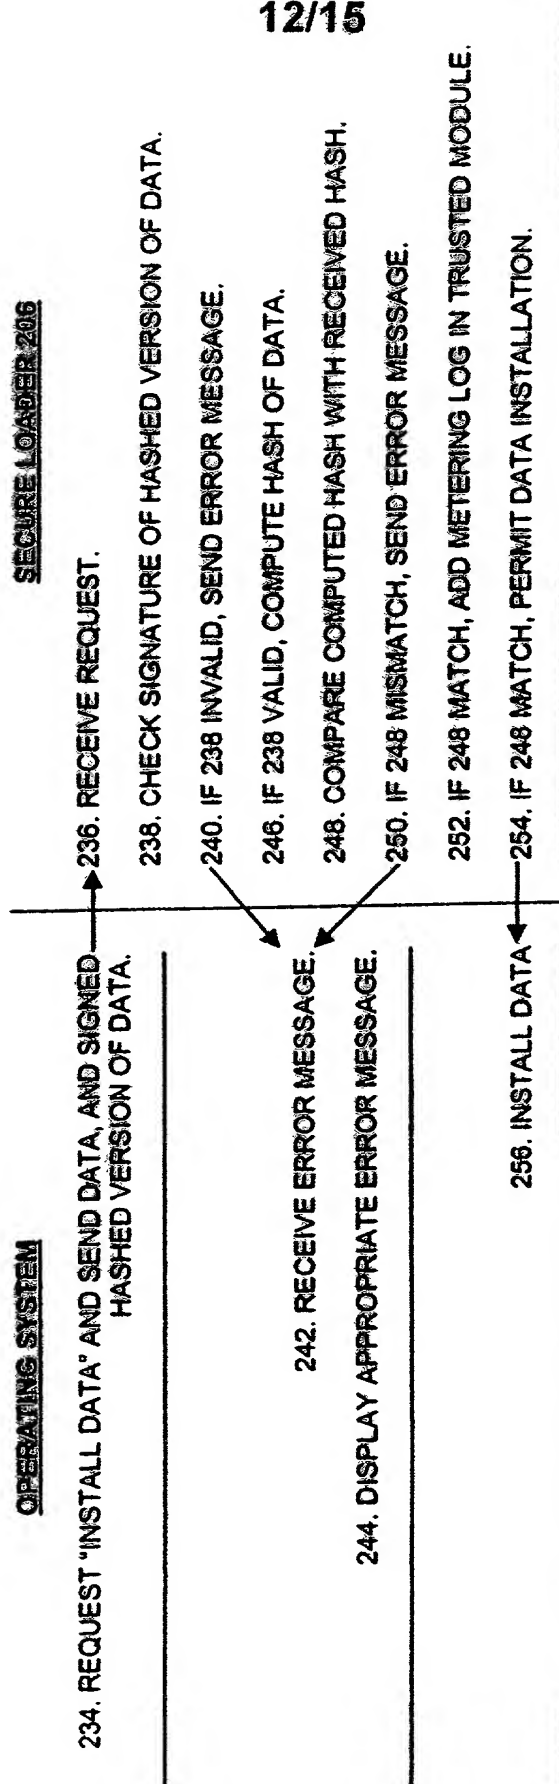 12/15
OPERATING SYSTEM
SECURE LOADER 206
234. REQUEST "INSTALL DATA" AND SEND DATA, AND SIGNED
HASHED VERSION OF DATA.
236. RECEIVE REQUEST.
238. CHECK SIGNATURE OF HASHED VERSION OF DATA.
240. IF 238 INVALID, SEND ERROR MESSAGE.
242. RECEIVE ERROR MESSAGE.
244. DISPLAY APPROPRIATE ERROR MESSAGE.
246. IF 238 VALID, COMPUTE HASH OF DATA.
248. COMPARE COMPUTED HASH WITH RECEIVED HASH.
250. IF 248 MISMATCH, SEND ERROR MESSAGE.
252. IF 248 MATCH, ADD METERING LOG IN TRUSTED MODULE.
254. IF 248 MATCH, PERMIT DATA INSTALLATION.
256. INSTALL DATA